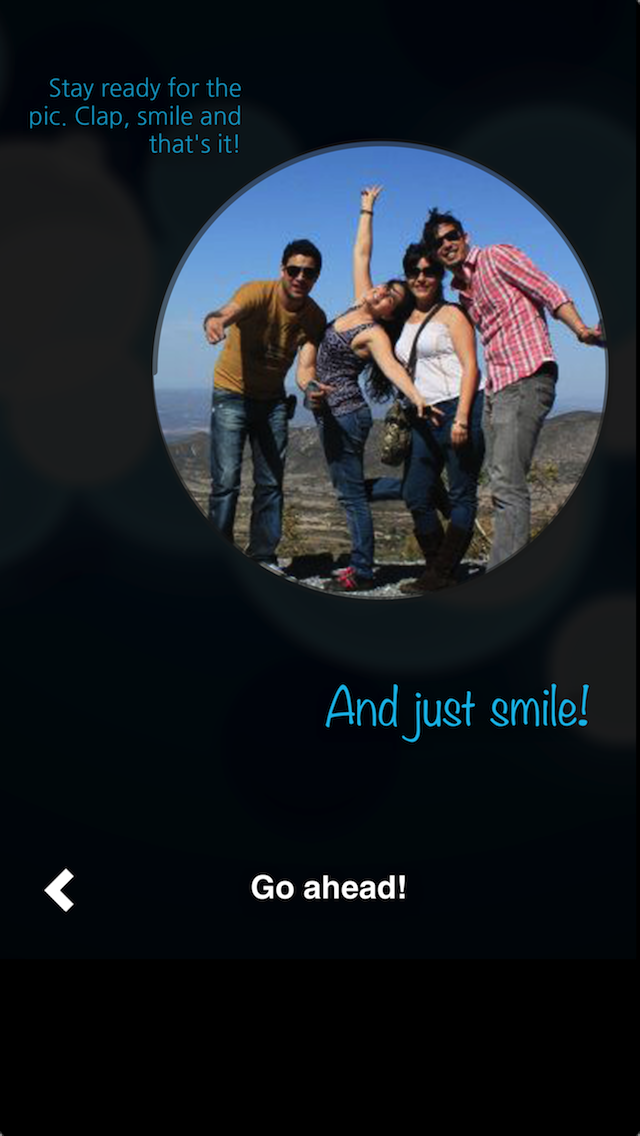 Stay ready for the
pic. Clap, smile and
that's it!
And just smile!
Go ahead!